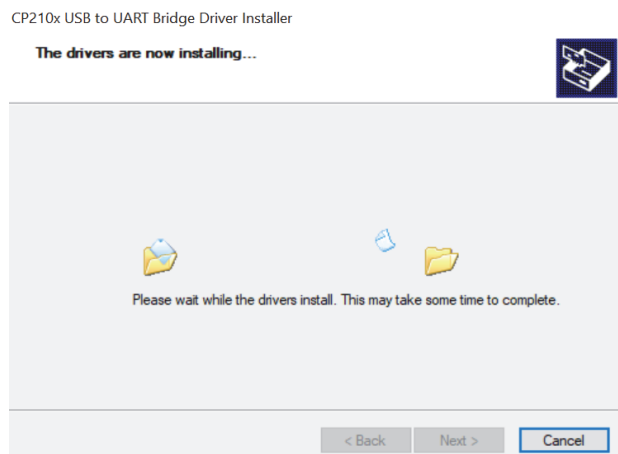 CP210x USB to UART Bridge Driver Installer
The drivers are now installing...
Please wait while the drivers install. This may take some time to complete.
< Back
Next >
Cancel